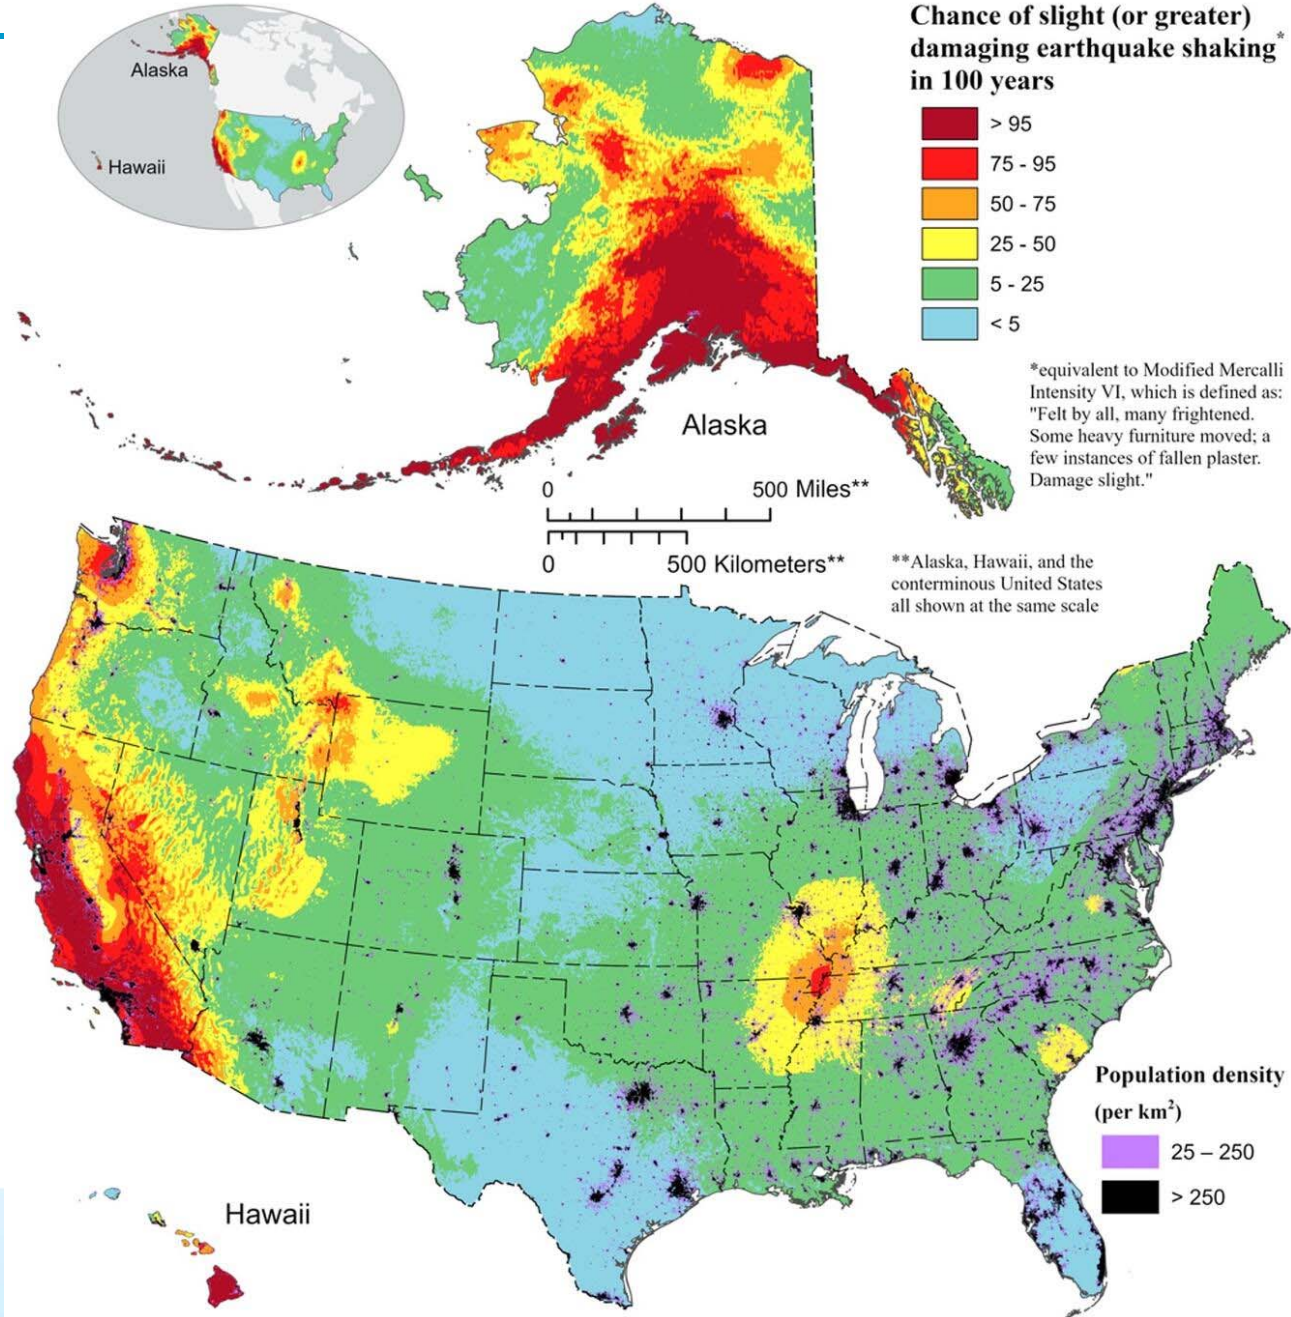 Alaska
Hawaii
Chance of slight (or greater)
damaging earthquake shaking*
in 100 years
> 95
75 - 95
50 - 75
25 - 50
5 - 25
< 5
*equivalent to Modified Mercalli
Intensity VI, which is defined as:
"Felt by all, many frightened.
Some heavy furniture moved; a
few instances of fallen plaster.
Damage slight."
Alaska
0 500 Miles**
0 500 Kilometers**
**Alaska, Hawaii, and the
conterminous United States
all shown at the same scale
Population density
(per km²)
25 – 250
> 250
Hawaii